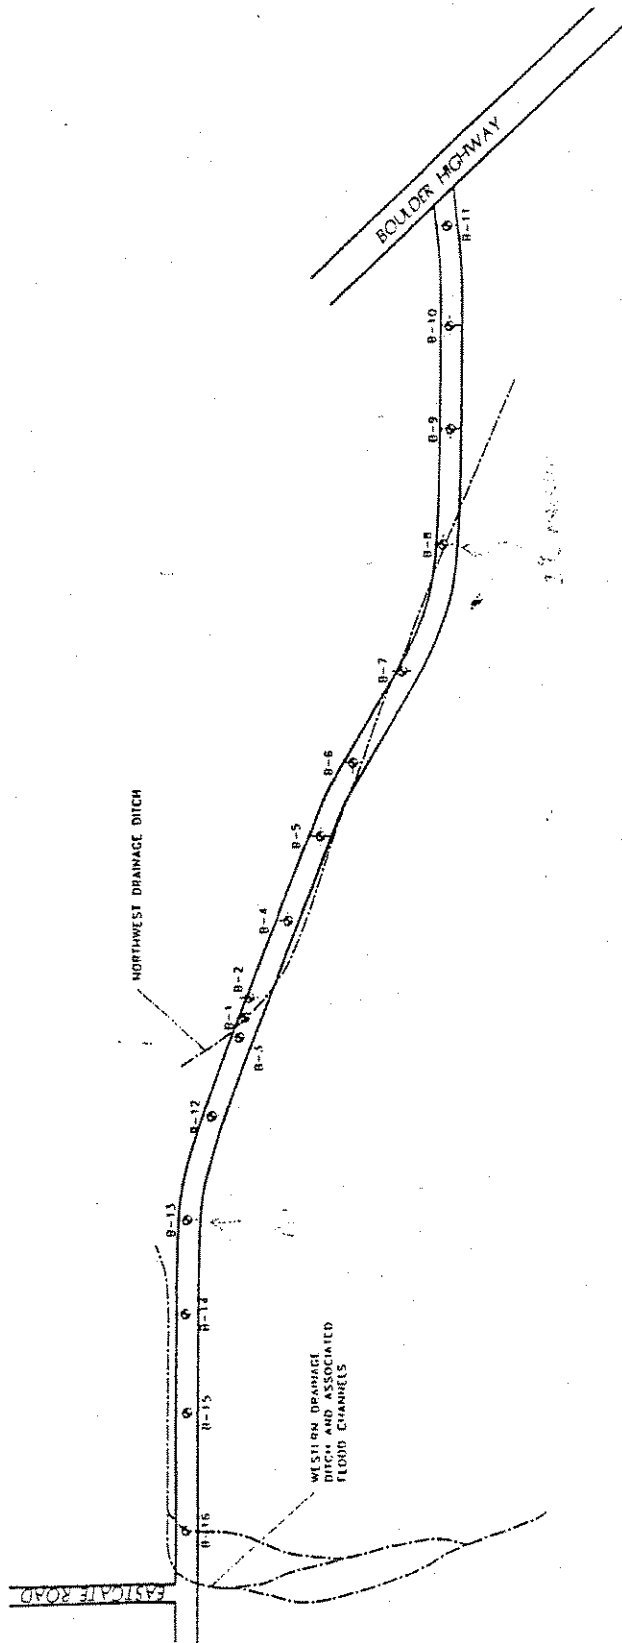 BOULDER HIGHWAY
B-11
B-10
B-9
B-8
B-7
B-6
B-5
NORTHWEST DRAINAGE DITCH
B-4
B-2
B-1
B-3
B-12
B-13
B-14
B-15
WESTERN DRAINAGE
DITCH AND ASSOCIATED
FLOOD CHANNELS
B-16
EASTGATE ROAD